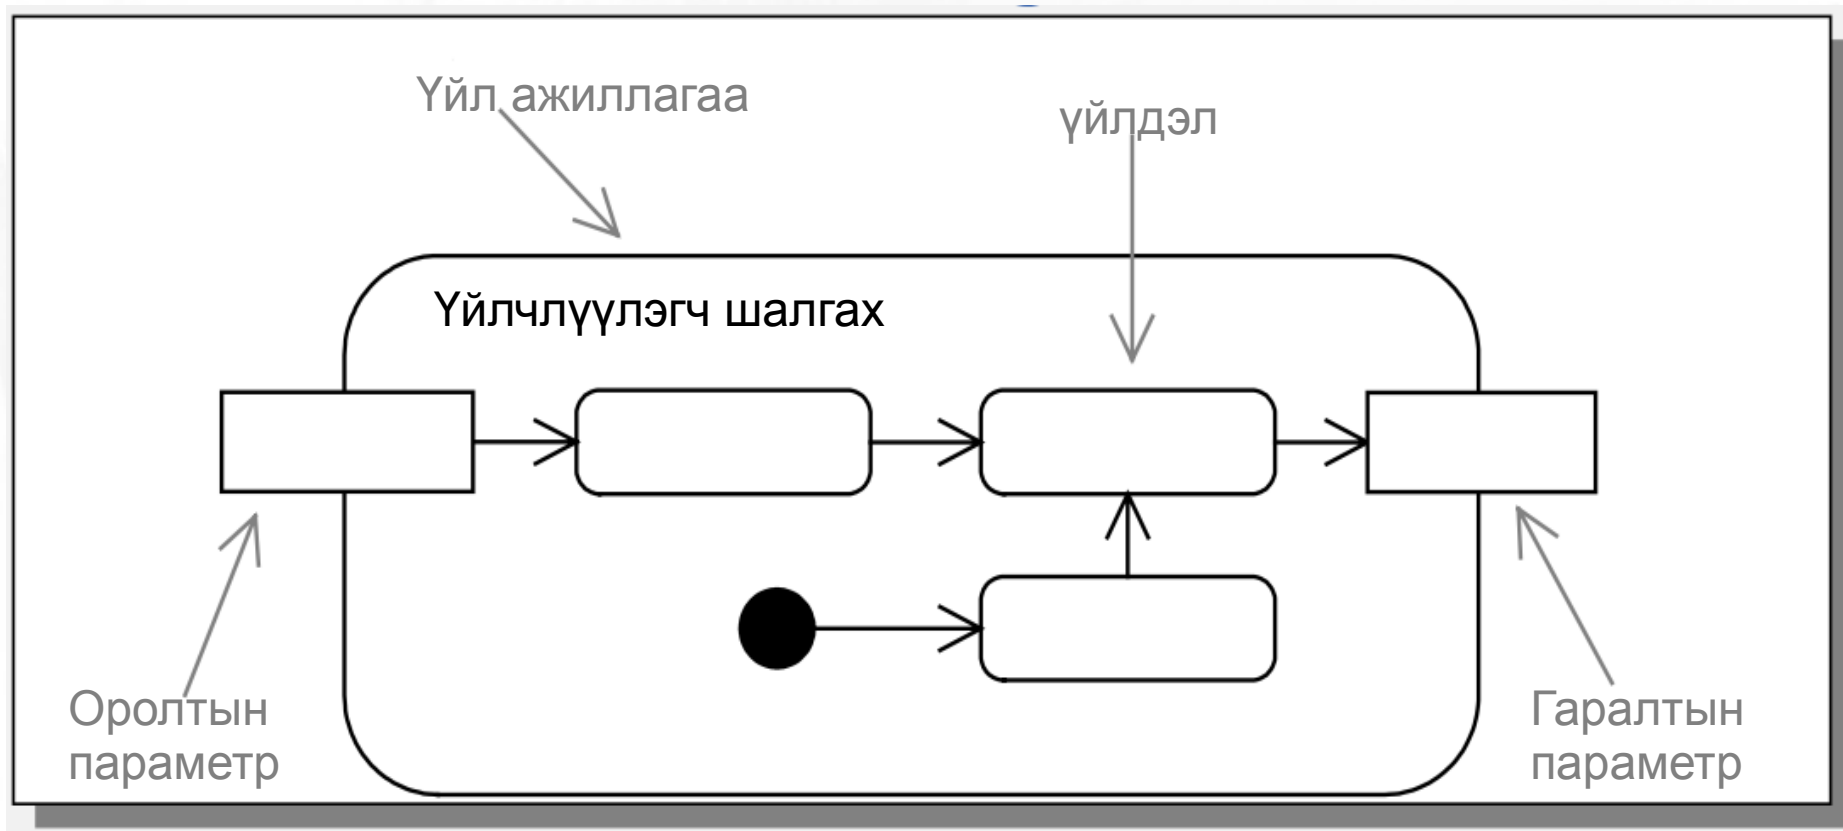 Үйл ажиллагаа
үйлдэл
Үйлчлүүлэгч шалгах
Оролтын
параметр
Гаралтын
параметр